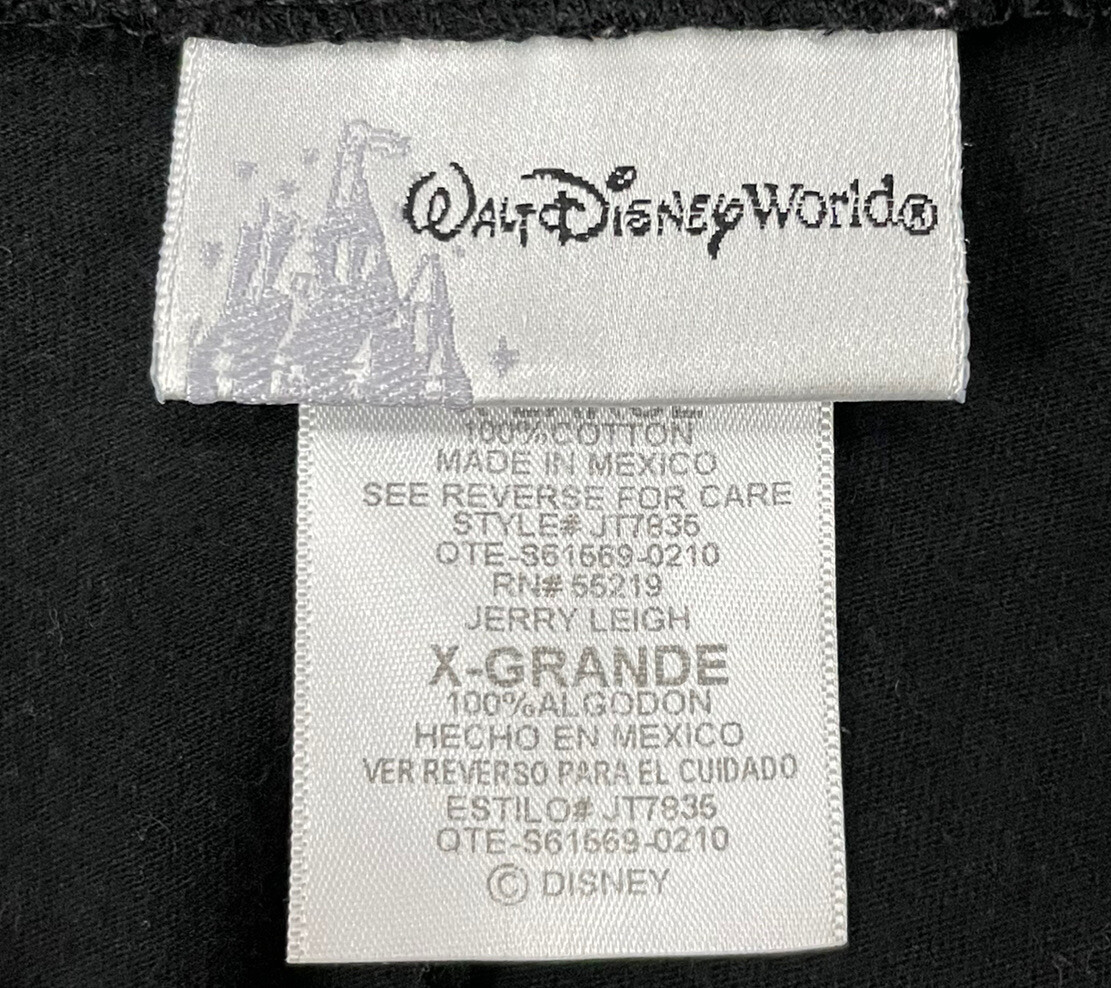 Walt Disney World®
100% COTTON
MADE IN MEXICO
SEE REVERSE FOR CARE
STYLE# JT7835
QTE-S61669-0210
RN# 55219
JERRY LEIGH
X-GRANDE
100% ALGODON
HECHO EN MEXICO
VER REVERSO PARA EL CUIDADO
ESTILO# JT7835
QTE-S61669-0210
© DISNEY